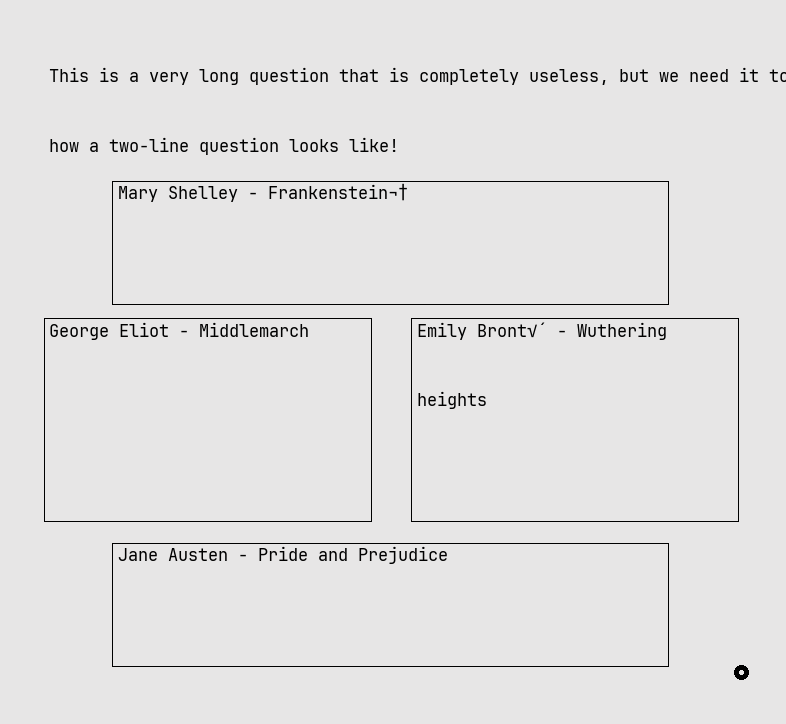 This is a very long question that is completely useless, but we need it to
how a two-line question looks like!
Mary Shelley - Frankenstein¬†
George Eliot - Middlemarch
Emily Bront√´ - Wuthering
heights
Jane Austen - Pride and Prejudice